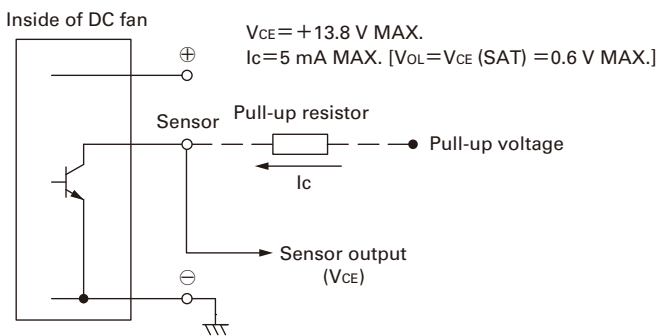 Inside of DC fan
VCE=+13.8 V MAX.
Ic=5 mA MAX. [VOL=VCE (SAT) =0.6 V MAX.]
⊕
Sensor
Pull-up resistor
Pull-up voltage
Ic
Sensor output
(VCE)
⊖